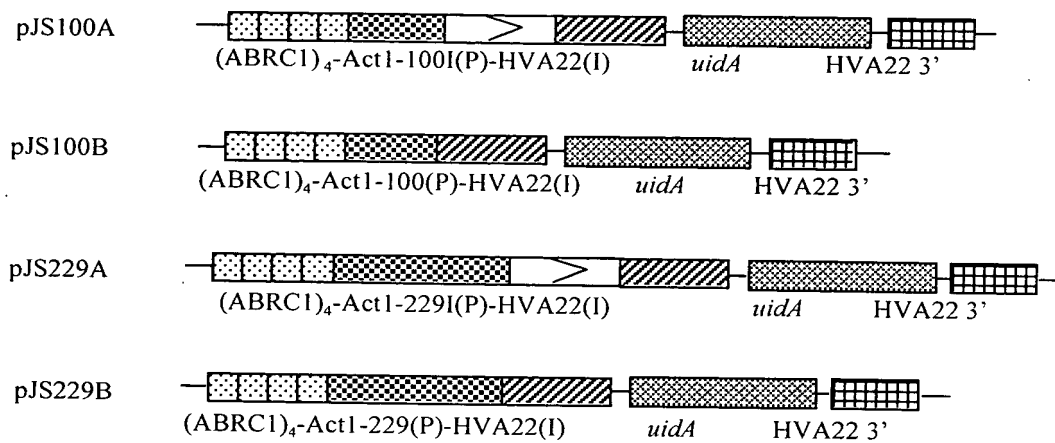 pJS100A
(ABRC1)4-Act1-100I(P)-HVA22(I) uidA HVA22 3'
pJS100B
(ABRC1)4-Act1-100(P)-HVA22(I) uidA HVA22 3'
pJS229A
(ABRC1)4-Act1-229I(P)-HVA22(I) uidA HVA22 3'
pJS229B
(ABRC1)4-Act1-229(P)-HVA22(I) uidA HVA22 3'